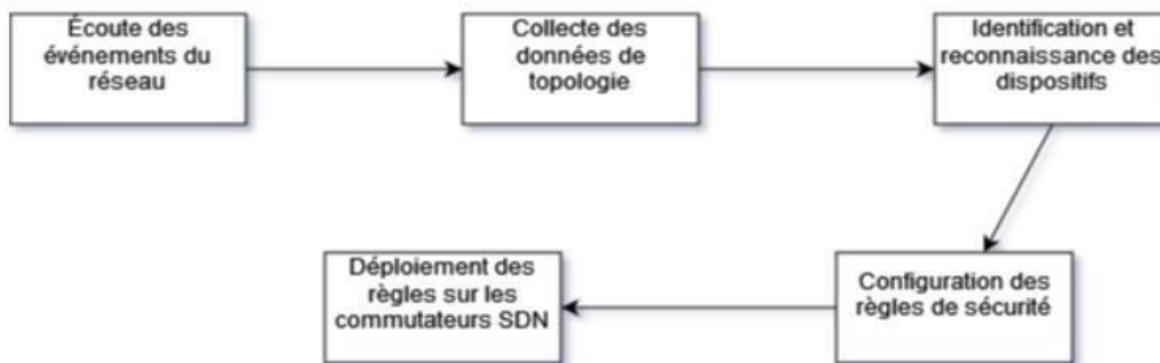 Écoute des
événements du
réseau
Collecte des
données de
topologie
Identification et
reconnaissance des
dispositifs
Configuration des
règles de sécurité
Déploiement des
règles sur les
commutateurs SDN